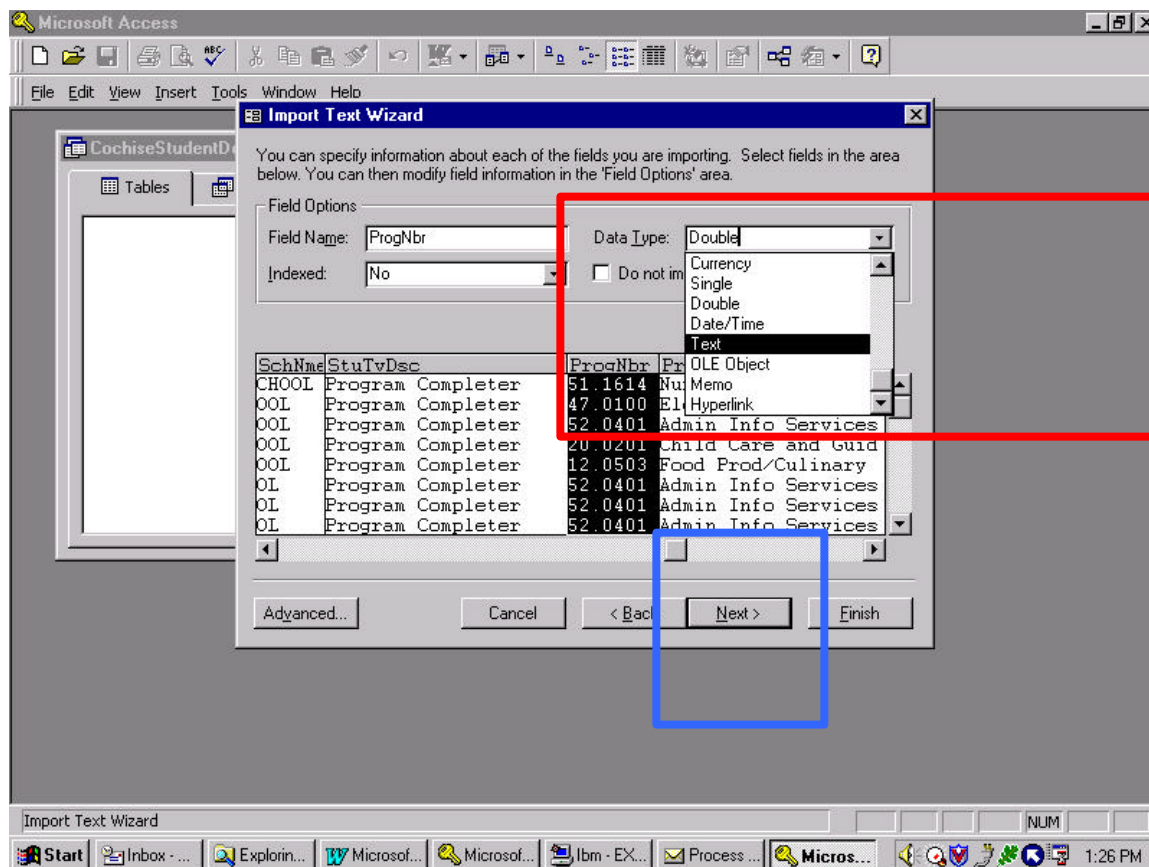 Microsoft Access
File Edit View Insert Tools Window Help
Import Text Wizard
CochiseStudentD
Tables
You can specify information about each of the fields you are importing. Select fields in the area
below. You can then modify field information in the 'Field Options' area.
Field Options
Field Name: ProgNbr Data Type: Double
Indexed: No Do not im
Currency
Single
Double
Date/Time
Text
OLE Object
Memo
Hyperlink
SchNme StuTyDsc ProgNbr Pr
CHOOL Program Completer 51.1614 Nu
OOL Program Completer 47.0100 El
OOL Program Completer 52.0401 Admin Info Services
OOL Program Completer 20.0201 Child Care and Guid
OOL Program Completer 12.0503 Food Prod/Culinary
OL Program Completer 52.0401 Admin Info Services
OL Program Completer 52.0401 Admin Info Services
OL Program Completer 52.0401 Admin Info Services
Advanced... Cancel < Back Next > Finish
Import Text Wizard NUM
Start Inbox - ... Explorin... Microsof... Microsof... Ibm - EX... Process ... Micros... 1:26 PM